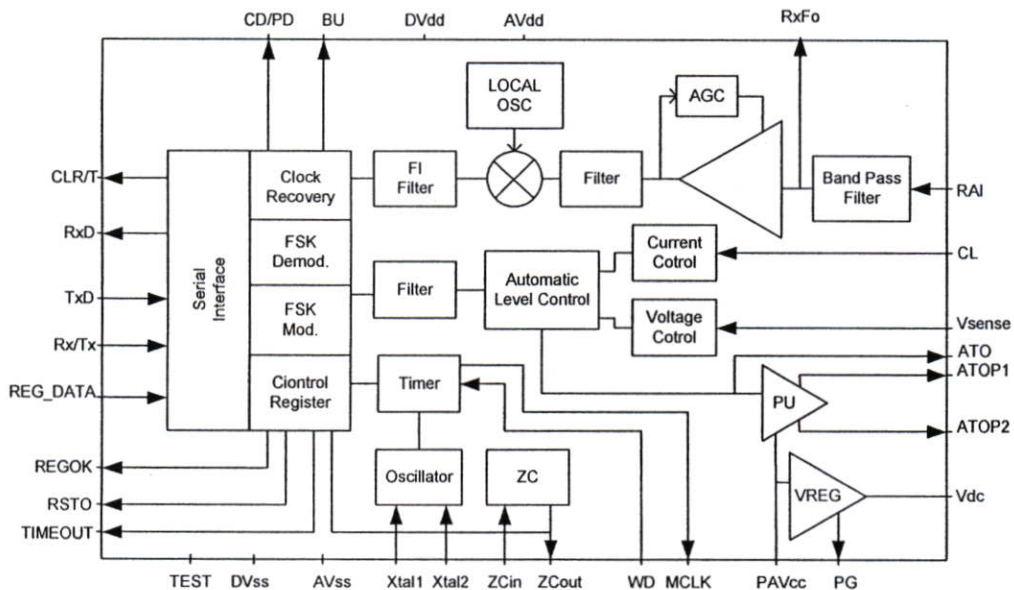 CD/PD BU DVdd AVdd RxFo
LOCAL
OSC
AGC
CLR/T
RxD
TxD
Rx/Tx
REG_DATA
REGOK
RSTO
TIMEOUT
Serial
Interface
Clock
Recovery
FSK
Demod.
FSK
Mod.
Ciontrol
Register
FI
Filter
Filter
Band Pass
Filter
RAI
Filter
Automatic
Level Control
Current
Cotrol
CL
Voltage
Cotrol
Vsense
ATO
ATOP1
ATOP2
PU
Timer
Oscillator
ZC
VREG
Vdc
TEST DVss AVss Xtal1 Xtal2 ZCin ZCout WD MCLK PAVcc PG